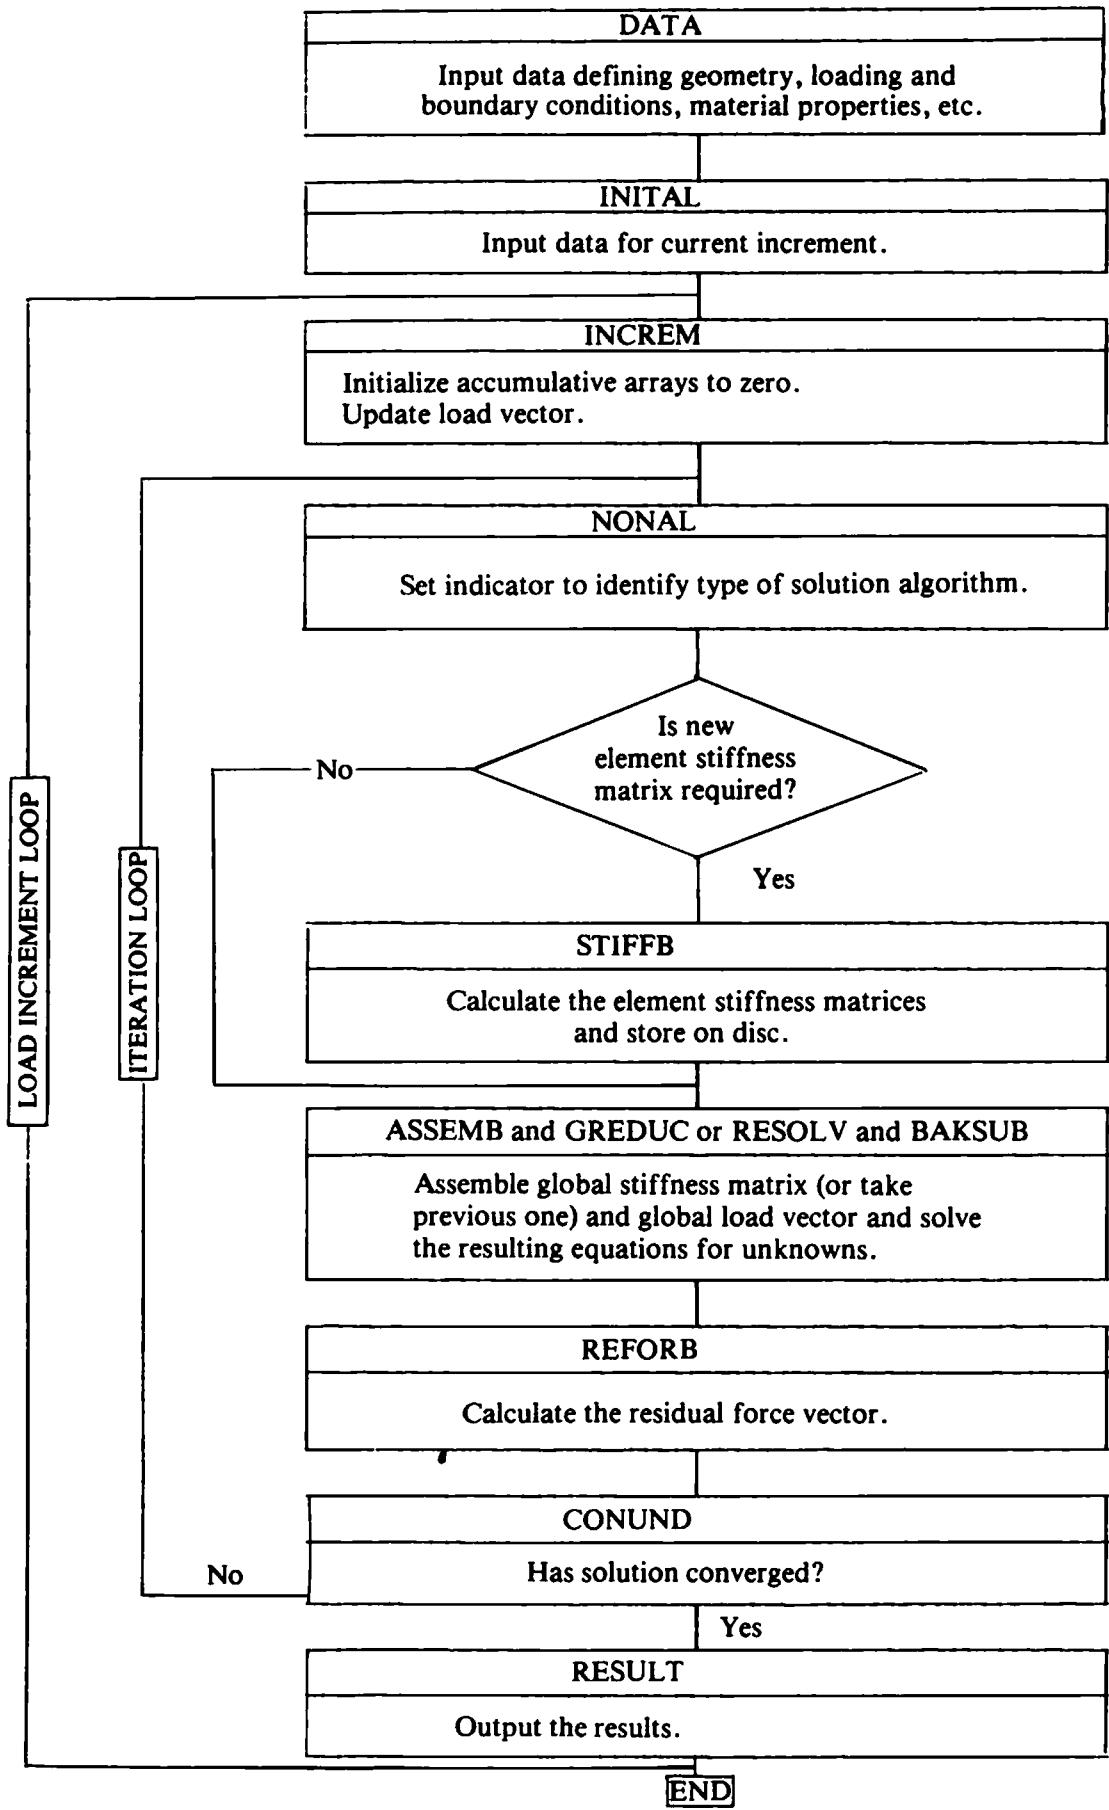 DATA
Input data defining geometry, loading and
boundary conditions, material properties, etc.
INITAL
Input data for current increment.
INCREM
Initialize accumulative arrays to zero.
Update load vector.
NONAL
Set indicator to identify type of solution algorithm.
Is new
element stiffness
matrix required?
No
Yes
LOAD INCREMENT LOOP
ITERATION LOOP
STIFFB
Calculate the element stiffness matrices
and store on disc.
ASSEMB and GREDUC or RESOLV and BAKSUB
Assemble global stiffness matrix (or take
previous one) and global load vector and solve
the resulting equations for unknowns.
REFORB
Calculate the residual force vector.
CONUND
Has solution converged?
No
Yes
RESULT
Output the results.
END